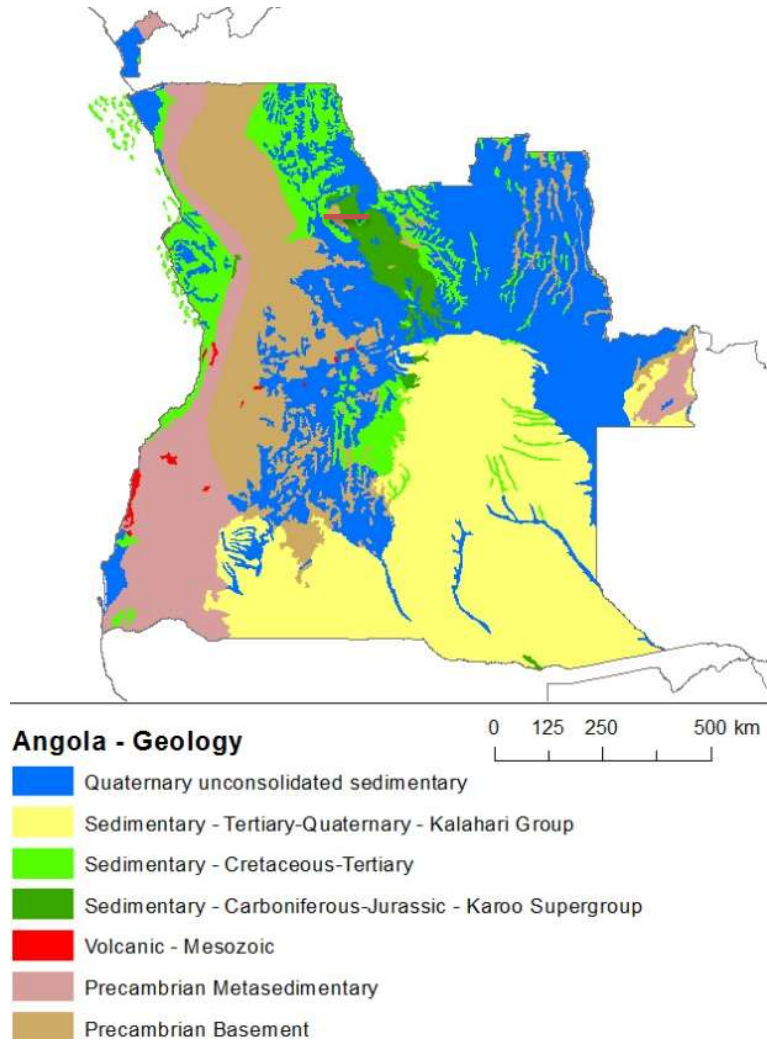 Angola - Geology
0 125 250 500 km
Quaternary unconsolidated sedimentary
Sedimentary - Tertiary-Quaternary - Kalahari Group
Sedimentary - Cretaceous-Tertiary
Sedimentary - Carboniferous-Jurassic - Karoo Supergroup
Volcanic - Mesozoic
Precambrian Metasedimentary
Precambrian Basement